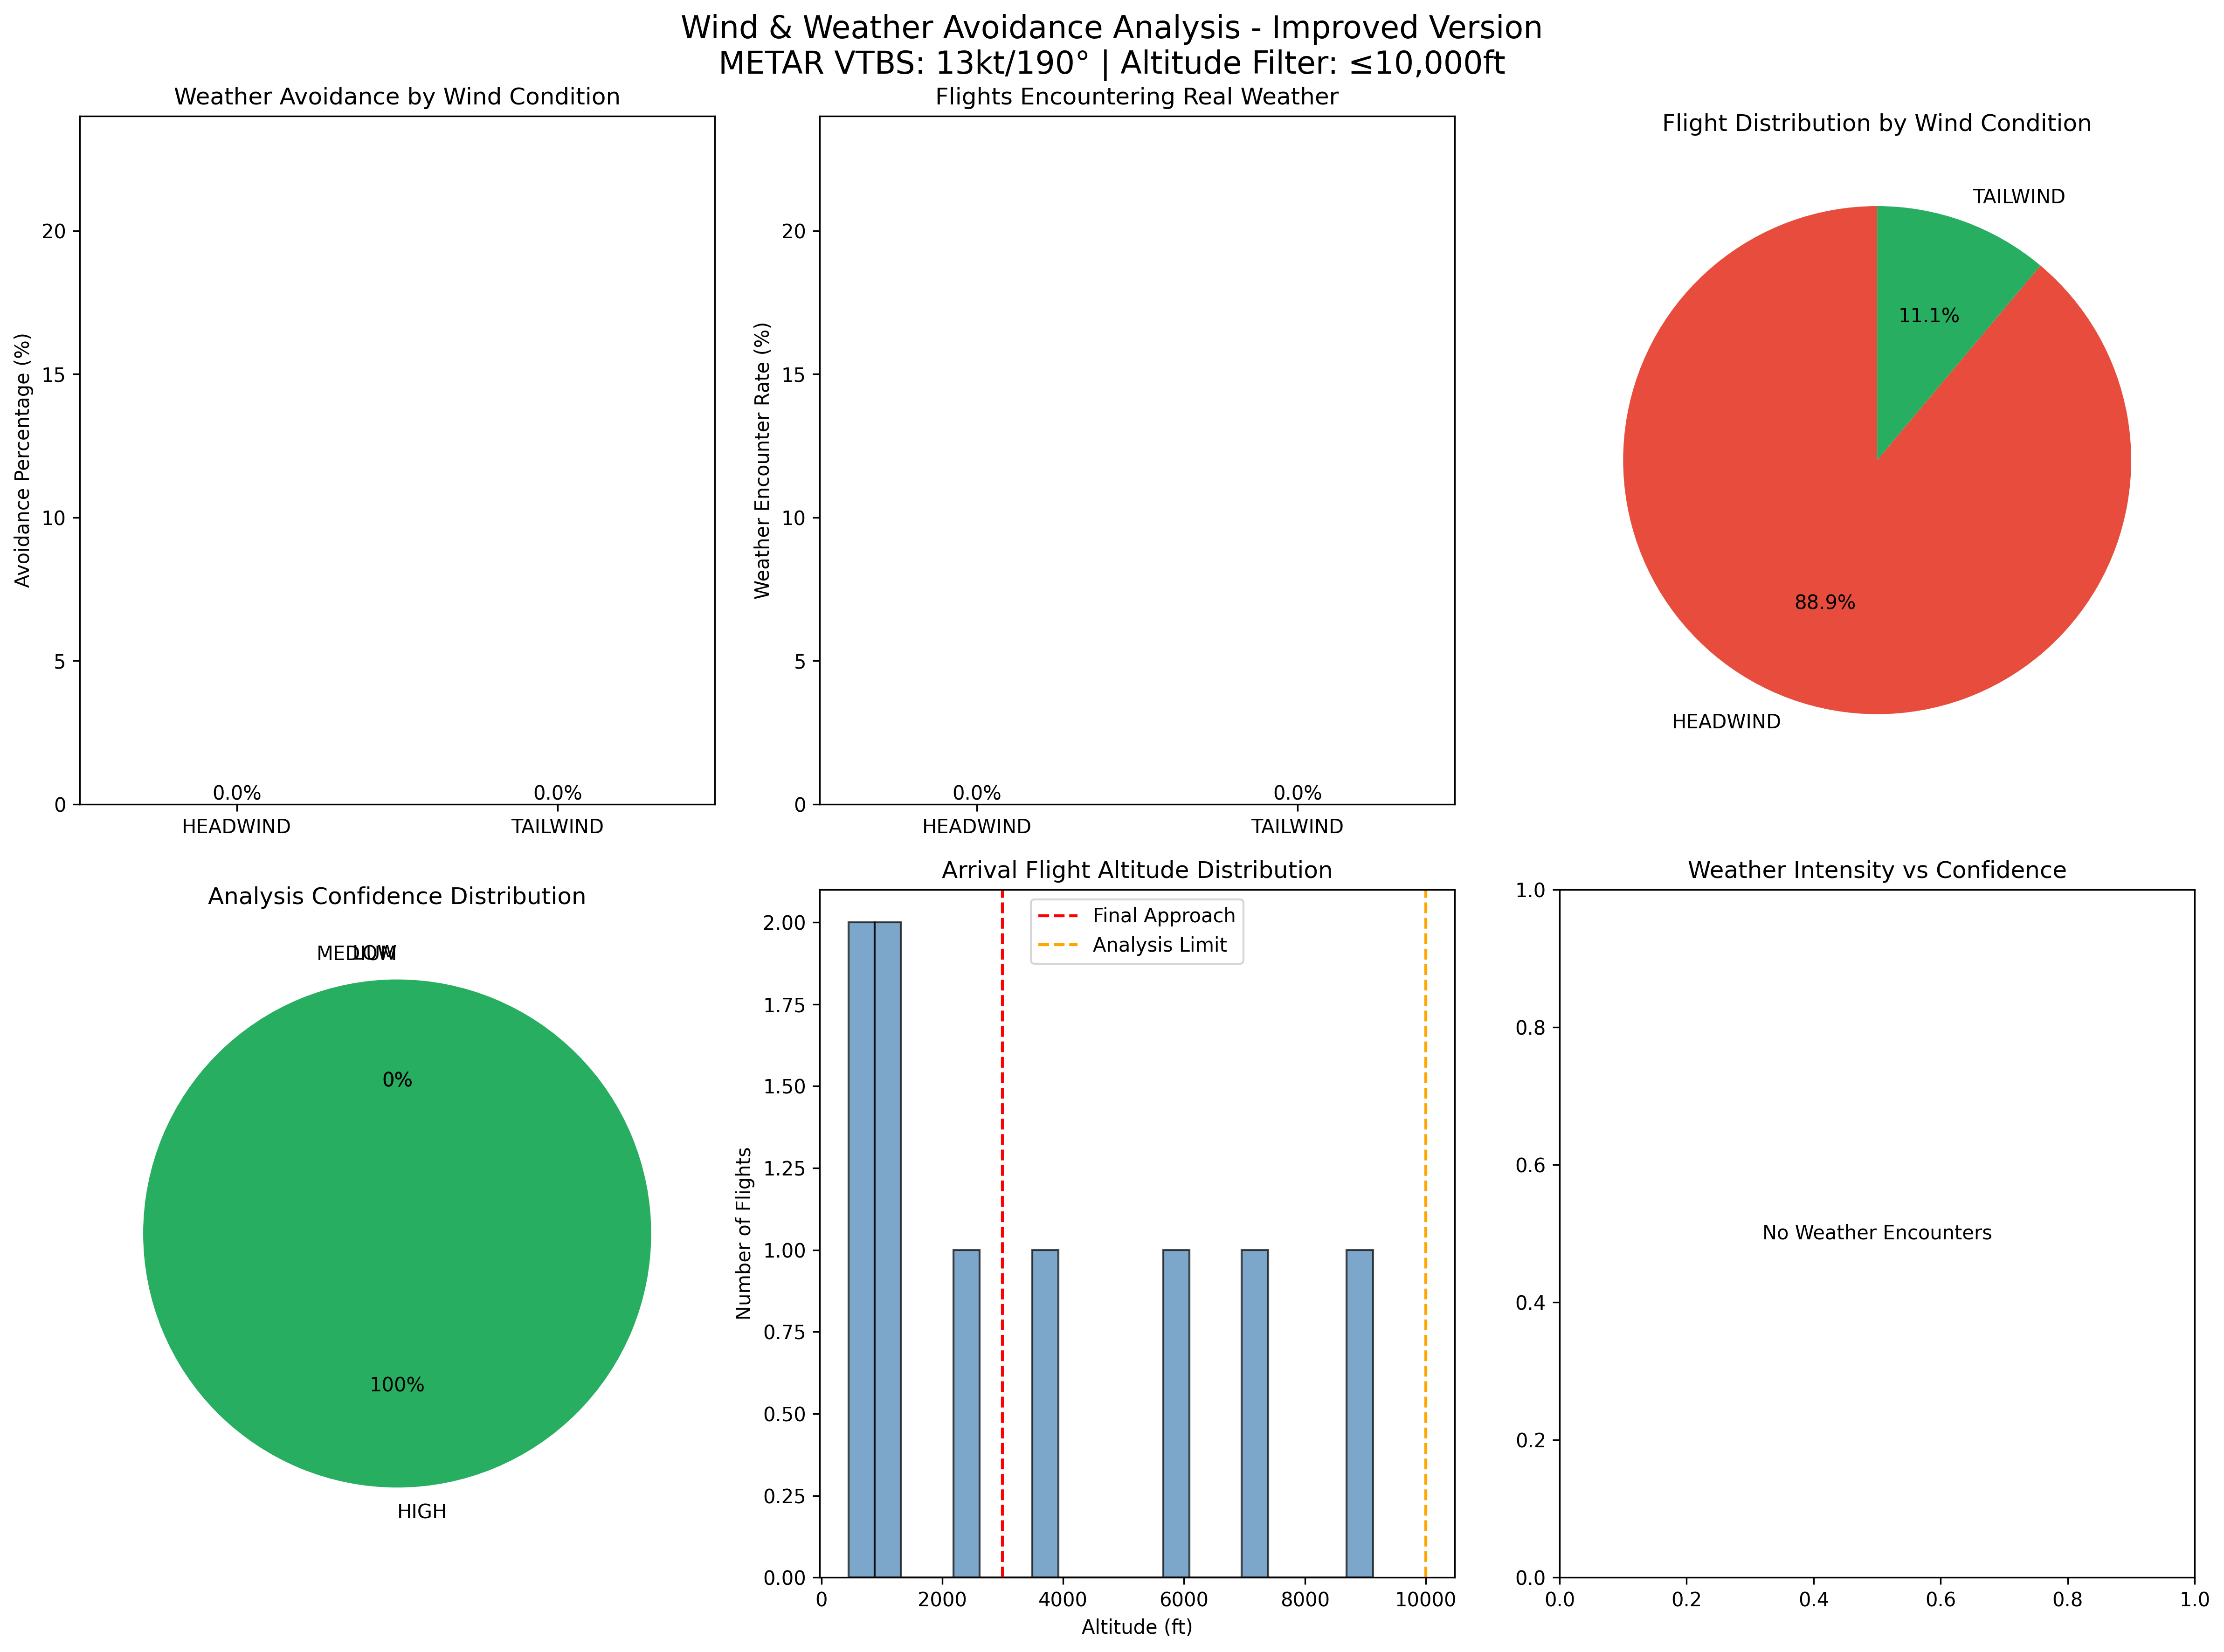 Wind & Weather Avoidance Analysis - Improved Version
METAR VTBS: 13kt/190° | Altitude Filter: ≤10,000ft
Weather Avoidance by Wind Condition
Avoidance Percentage (%)
20
15
10
5
0
0.0%
0.0%
HEADWIND
TAILWIND
Flights Encountering Real Weather
Weather Encounter Rate (%)
20
15
10
5
0
0.0%
0.0%
HEADWIND
TAILWIND
Flight Distribution by Wind Condition
TAILWIND
11.1%
88.9%
HEADWIND
Analysis Confidence Distribution
MEDIUM
LOW
0%
100%
HIGH
Arrival Flight Altitude Distribution
Final Approach
Analysis Limit
Number of Flights
2.00
1.75
1.50
1.25
1.00
0.75
0.50
0.25
0.00
0
2000
4000
6000
8000
10000
Altitude (ft)
Weather Intensity vs Confidence
1.0
0.8
0.6
0.4
0.2
0.0
No Weather Encounters
0.0
0.2
0.4
0.6
0.8
1.0